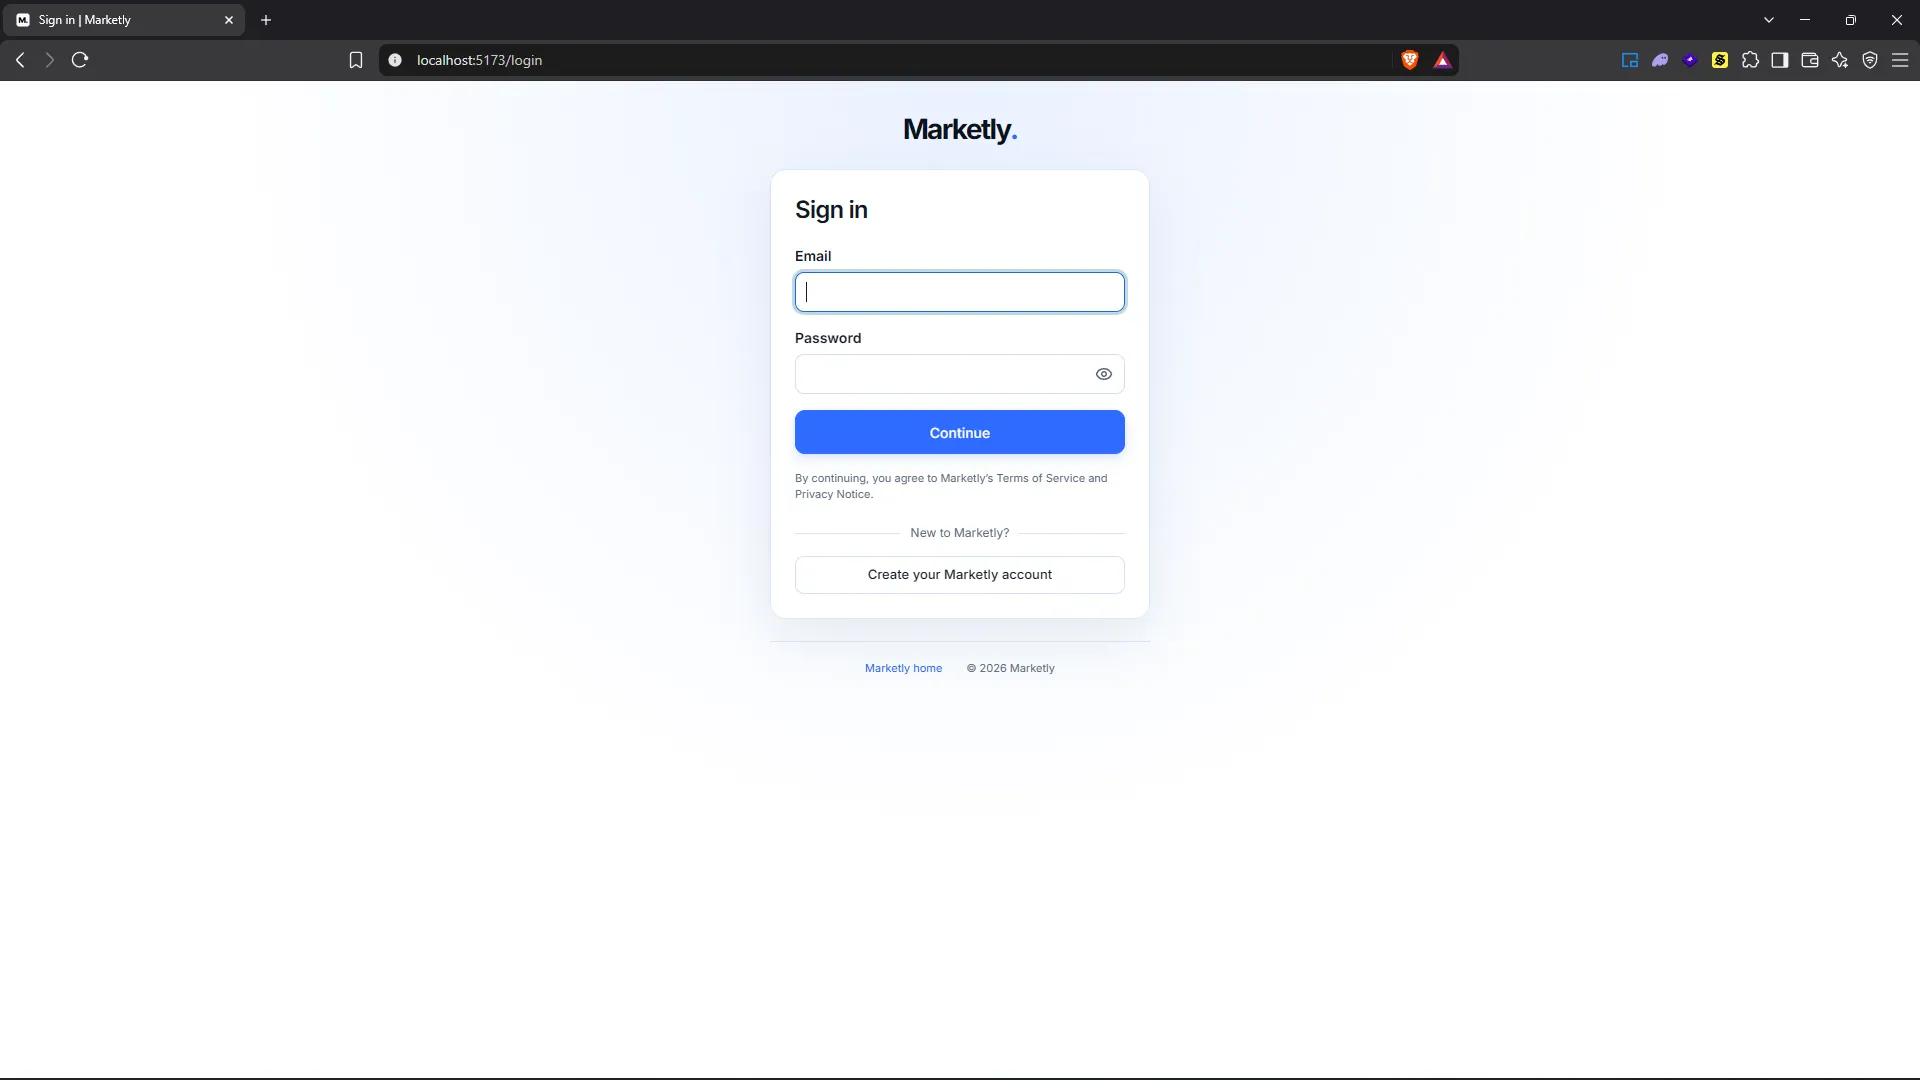 Sign in | Marketly
localhost:5173/login
Marketly.
Sign in
Email
Password
Continue
By continuing, you agree to Marketly's Terms of Service and
Privacy Notice.
New to Marketly?
Create your Marketly account
Marketly home © 2026 Marketly